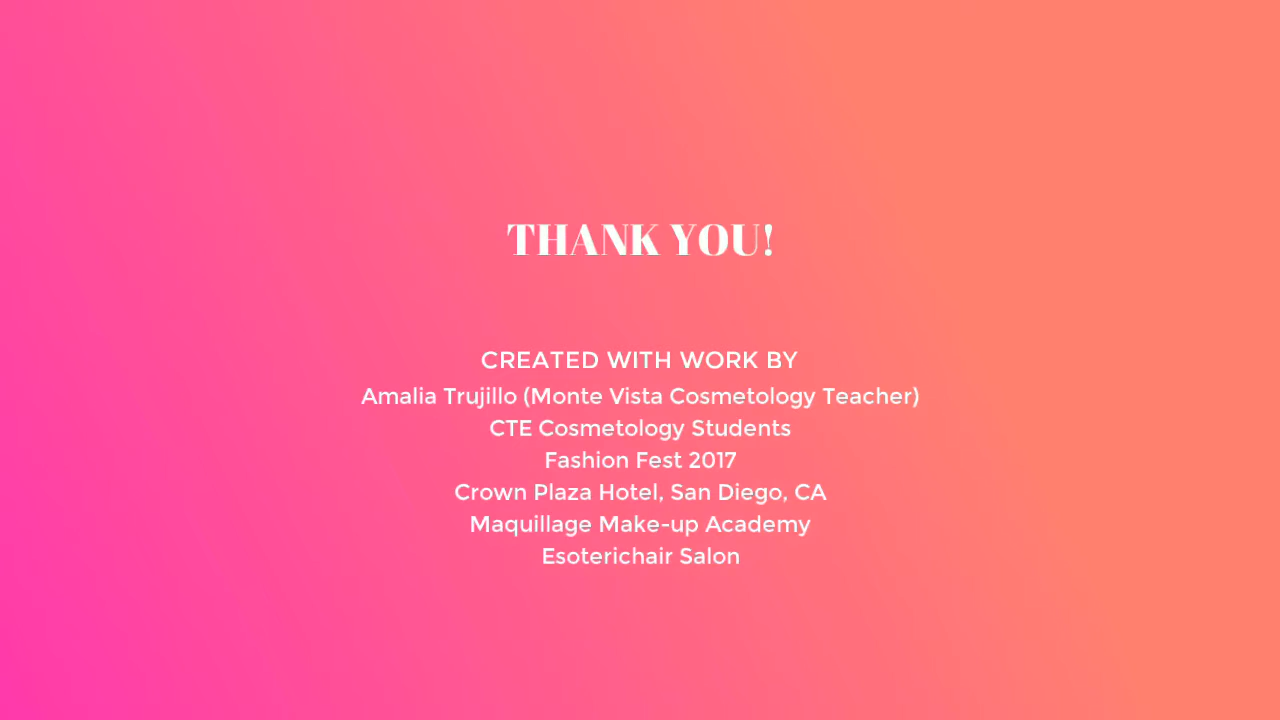 THANK YOU!
CREATED WITH WORK BY
Amalia Trujillo (Monte Vista Cosmetology Teacher)
CTE Cosmetology Students
Fashion Fest 2017
Crown Plaza Hotel, San Diego, CA
Maquillage Make-up Academy
Esoterichair Salon